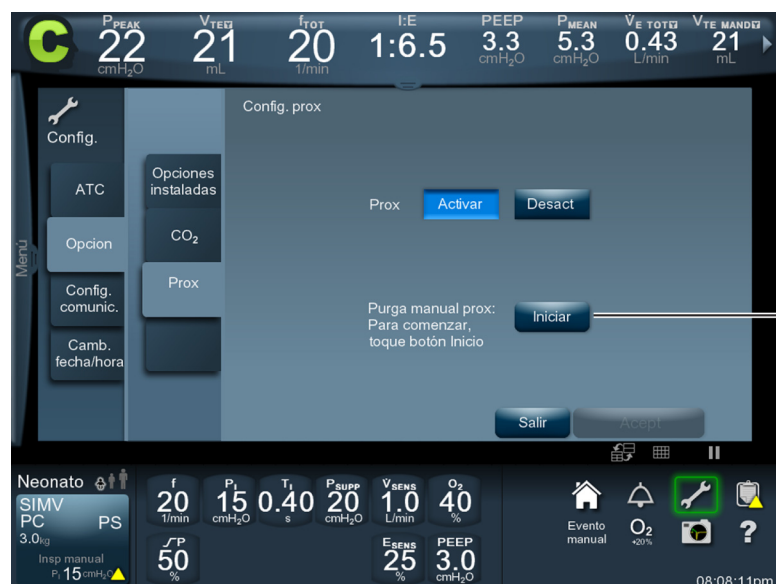 C
PPEAK
22
cmH2O
VTE
21
mL
fTOT
20
1/min
I:E
1:6.5
PEEP
3.3
cmH2O
PMEAN
5.3
cmH2O
V̇E TOT
0.43
L/min
VTE MAND
21
mL
Menú
Config.
ATC
Opcion
Config.
comunic.
Camb.
fecha/hora
Opciones
instaladas
CO2
Prox
Config. prox
Prox
Activar
Desact
Purga manual prox:
Para comenzar,
toque botón Inicio
Iniciar
Salir
Acept
Neonato
SIMV
PC PS
3.0kg
Insp manual
PI 15 cmH2O
f
20
1/min
PI
15
cmH2O
TI
0.40
s
PSUPP
20
cmH2O
V̇SENS
1.0
L/min
O2
40
%
P
50
%
ESENS
25
%
PEEP
3.0
cmH2O
Evento
manual
O2
+20%
?
08:08:11pm